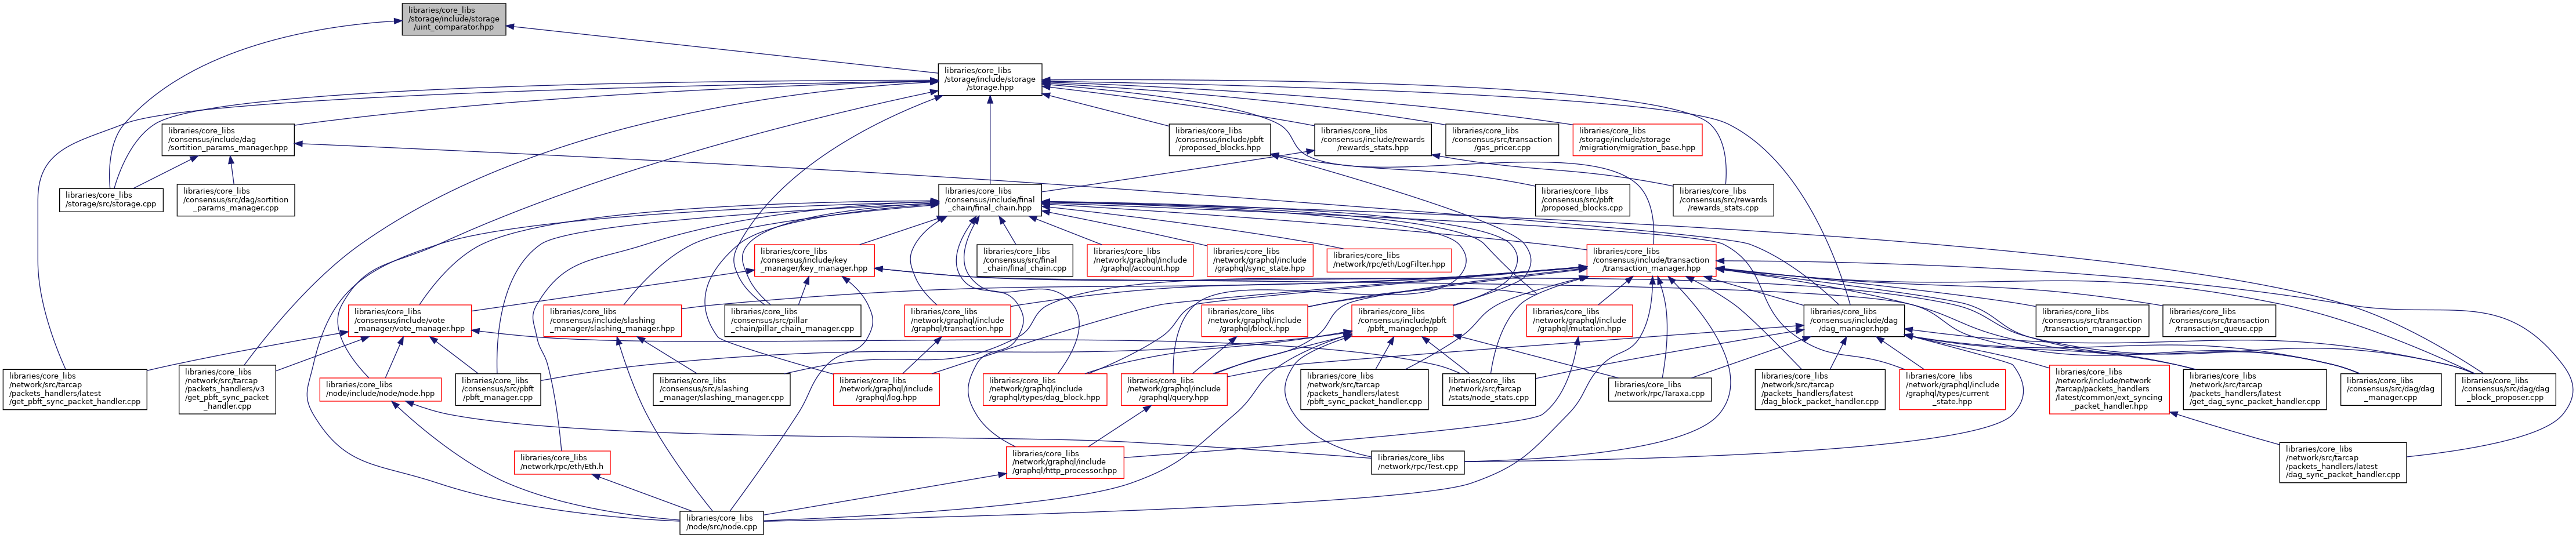 libraries/core_libs
/storage/include/storage
/uint_comparator.hpp
libraries/core_libs
/storage/include/storage
/storage.hpp
libraries/core_libs
/consensus/include/dag
/sortition_params_manager.hpp
libraries/core_libs
/consensus/include/pbft
/proposed_blocks.hpp
libraries/core_libs
/consensus/include/rewards
/rewards_stats.hpp
libraries/core_libs
/consensus/src/transaction
/gas_pricer.cpp
libraries/core_libs
/storage/include/storage
/migration/migration_base.hpp
libraries/core_libs
/storage/src/storage.cpp
libraries/core_libs
/consensus/src/dag/sortition
_params_manager.cpp
libraries/core_libs
/consensus/include/final
_chain/final_chain.hpp
libraries/core_libs
/consensus/src/pbft
/proposed_blocks.cpp
libraries/core_libs
/consensus/src/rewards
/rewards_stats.cpp
libraries/core_libs
/consensus/include/key
_manager/key_manager.hpp
libraries/core_libs
/consensus/src/final
_chain/final_chain.cpp
libraries/core_libs
/network/graphql/include
/graphql/account.hpp
libraries/core_libs
/network/graphql/include
/graphql/sync_state.hpp
libraries/core_libs
/network/rpc/eth/LogFilter.hpp
libraries/core_libs
/consensus/include/transaction
/transaction_manager.hpp
libraries/core_libs
/consensus/include/vote
_manager/vote_manager.hpp
libraries/core_libs
/consensus/include/slashing
_manager/slashing_manager.hpp
libraries/core_libs
/consensus/src/pillar
_chain/pillar_chain_manager.cpp
libraries/core_libs
/network/graphql/include
/graphql/transaction.hpp
libraries/core_libs
/network/graphql/include
/graphql/block.hpp
libraries/core_libs
/consensus/include/pbft
/pbft_manager.hpp
libraries/core_libs
/network/graphql/include
/graphql/mutation.hpp
libraries/core_libs
/consensus/include/dag
/dag_manager.hpp
libraries/core_libs
/consensus/src/transaction
/transaction_manager.cpp
libraries/core_libs
/consensus/src/transaction
/transaction_queue.cpp
libraries/core_libs
/network/src/tarcap
/packets_handlers/latest
/get_pbft_sync_packet_handler.cpp
libraries/core_libs
/network/src/tarcap
/packets_handlers/v3
/get_pbft_sync_packet
_handler.cpp
libraries/core_libs
/node/include/node/node.hpp
libraries/core_libs
/consensus/src/pbft
/pbft_manager.cpp
libraries/core_libs
/consensus/src/slashing
_manager/slashing_manager.cpp
libraries/core_libs
/network/graphql/include
/graphql/log.hpp
libraries/core_libs
/network/graphql/include
/graphql/types/dag_block.hpp
libraries/core_libs
/network/graphql/include
/graphql/query.hpp
libraries/core_libs
/network/src/tarcap
/packets_handlers/latest
/pbft_sync_packet_handler.cpp
libraries/core_libs
/network/src/tarcap
/stats/node_stats.cpp
libraries/core_libs
/network/rpc/Taraxa.cpp
libraries/core_libs
/network/src/tarcap
/packets_handlers/latest
/dag_block_packet_handler.cpp
libraries/core_libs
/network/graphql/include
/graphql/types/current
_state.hpp
libraries/core_libs
/network/include/network
/tarcap/packets_handlers
/latest/common/ext_syncing
_packet_handler.hpp
libraries/core_libs
/network/src/tarcap
/packets_handlers/latest
/get_dag_sync_packet_handler.cpp
libraries/core_libs
/consensus/src/dag/dag
_manager.cpp
libraries/core_libs
/consensus/src/dag/dag
_block_proposer.cpp
libraries/core_libs
/network/rpc/eth/Eth.h
libraries/core_libs
/network/graphql/include
/graphql/http_processor.hpp
libraries/core_libs
/network/rpc/Test.cpp
libraries/core_libs
/network/src/tarcap
/packets_handlers/latest
/dag_sync_packet_handler.cpp
libraries/core_libs
/node/src/node.cpp